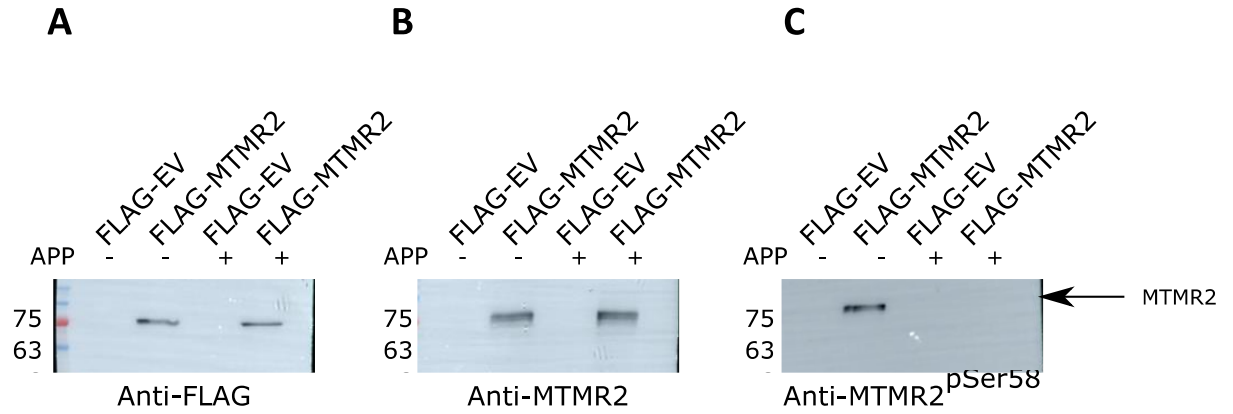 A
B
C
FLAG-EV
FLAG-MTMR2
FLAG-EV
FLAG-MTMR2
FLAG-EV
FLAG-MTMR2
FLAG-EV
FLAG-MTMR2
FLAG-EV
FLAG-MTMR2
FLAG-EV
FLAG-MTMR2
APP - - + +
APP - - + +
APP - - + +
75
63
75
63
75
63
MTMR2
Anti-FLAG
Anti-MTMR2
Anti-MTMR2pSer58